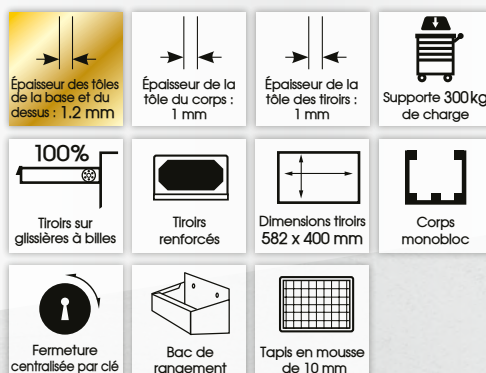 Épaisseur des tôles
de la base et du
dessus : 1.2 mm
Épaisseur de la
tôle du corps :
1 mm
Épaisseur de la
tôle des tiroirs :
1 mm
Supporte 300kg
de charge
100%
Tiroirs sur
glissières à billes
Tiroirs
renforcés
Dimensions tiroirs
582 x 400 mm
Corps
monobloc
Fermeture
centralisée par clé
Bac de
rangement
Tapis en mousse
de 10 mm